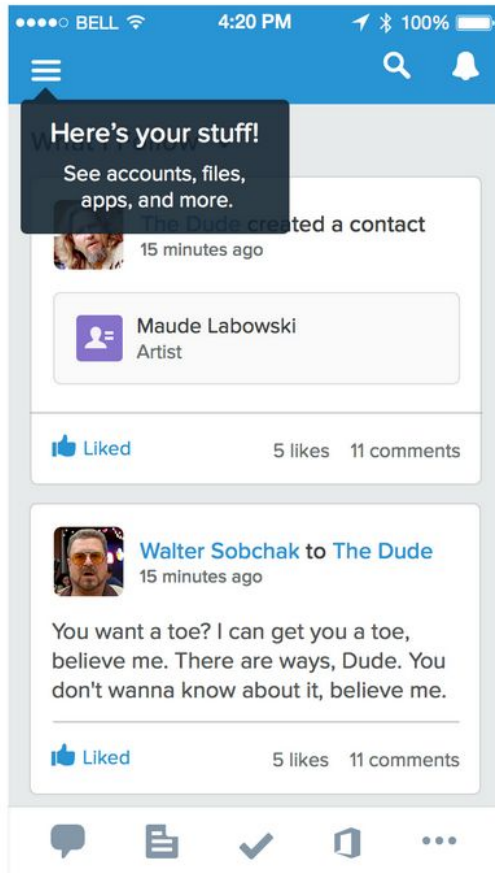 BELL 4:20 PM 100%
Here's your stuff!
See accounts, files,
apps, and more.
What I Follow
The Dude created a contact
15 minutes ago
Maude Labowski
Artist
Liked 5 likes 11 comments
Walter Sobchak to The Dude
15 minutes ago
You want a toe? I can get you a toe,
believe me. There are ways, Dude. You
don't wanna know about it, believe me.
Liked 5 likes 11 comments